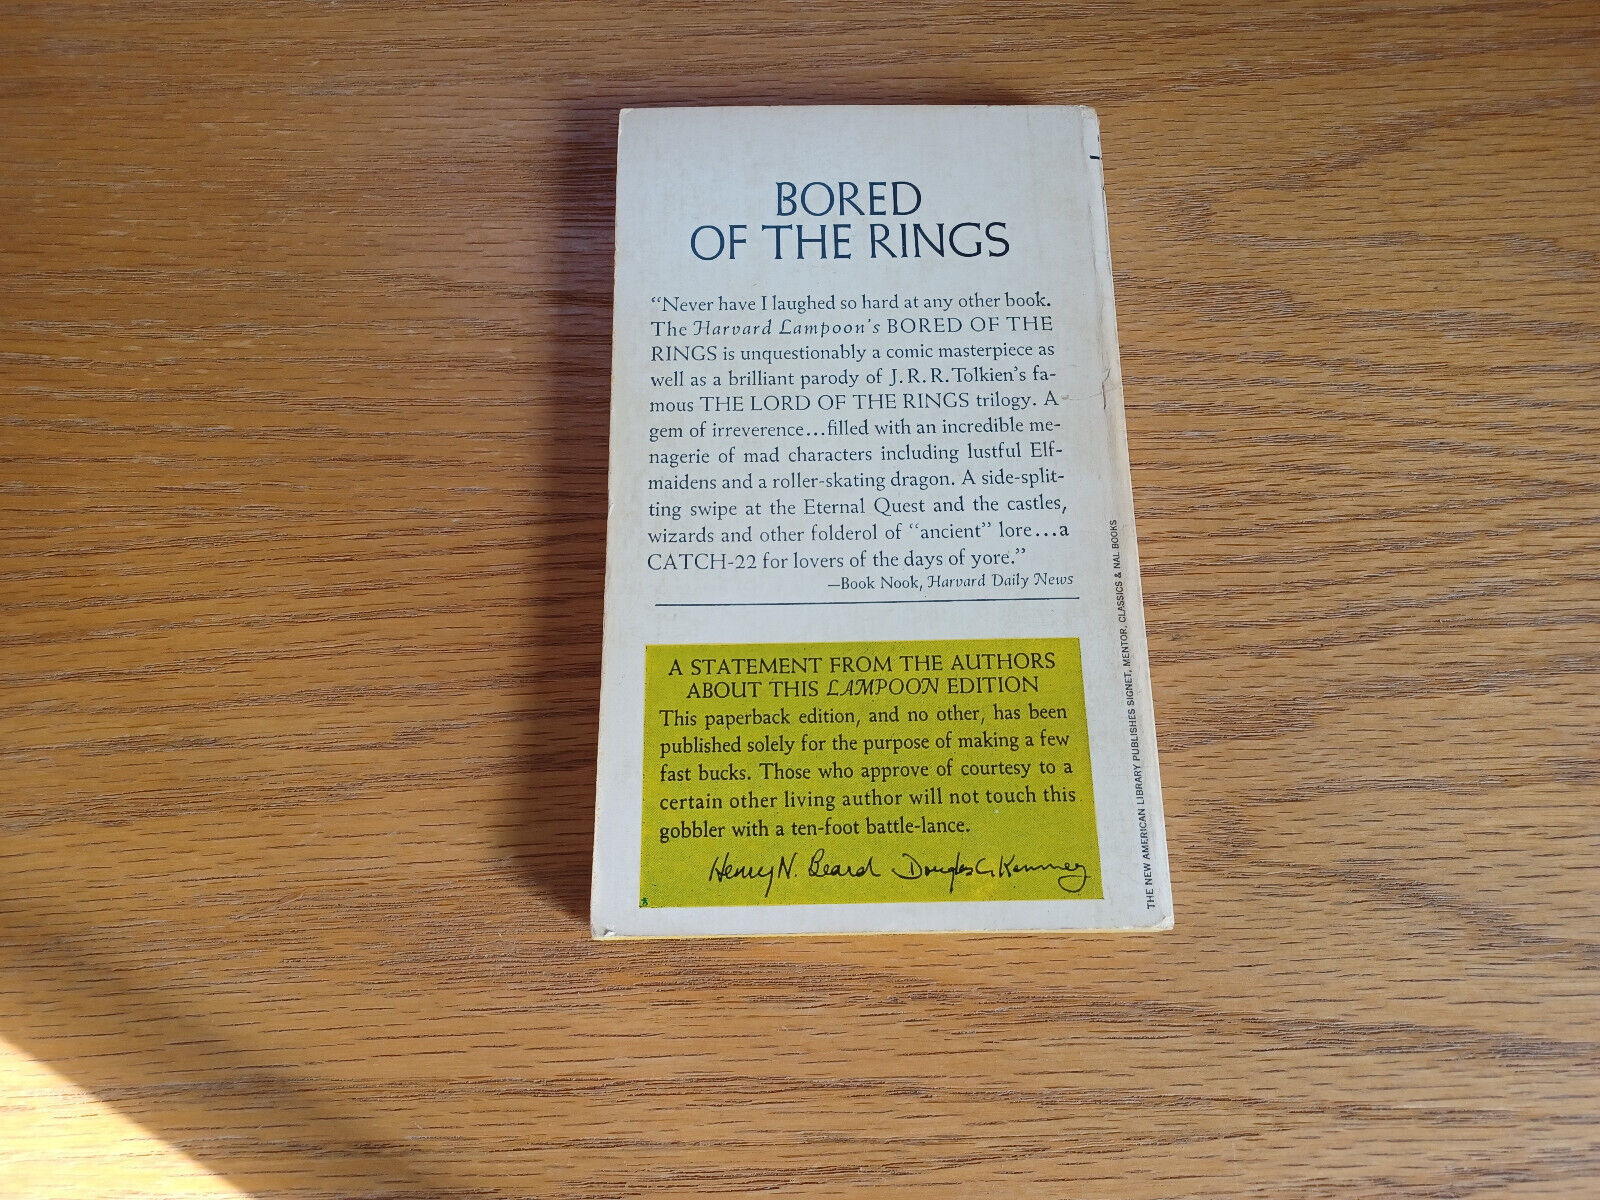 BORED
OF THE RINGS
“Never have I laughed so hard at any other book.
The Harvard Lampoon's BORED OF THE
RINGS is unquestionably a comic masterpiece as
well as a brilliant parody of J.R.R. Tolkien's fa-
mous THE LORD OF THE RINGS trilogy. A
gem of irreverence...filled with an incredible me-
nagerie of mad characters including lustful Elf-
maidens and a roller-skating dragon. A side-split-
ting swipe at the Eternal Quest and the castles,
wizards and other folderol of “ancient” lore...a
CATCH-22 for lovers of the days of yore.”
—Book Nook, Harvard Daily News
A STATEMENT FROM THE AUTHORS
ABOUT THIS LAMPOON EDITION
This paperback edition, and no other, has been
published solely for the purpose of making a few
fast bucks. Those who approve of courtesy to a
certain other living author will not touch this
gobbler with a ten-foot battle-lance.
Henry N. Beard Douglas C. Kenney
THE NEW AMERICAN LIBRARY PUBLISHES SIGNET, MENTOR, CLASSICS & NAL BOOKS